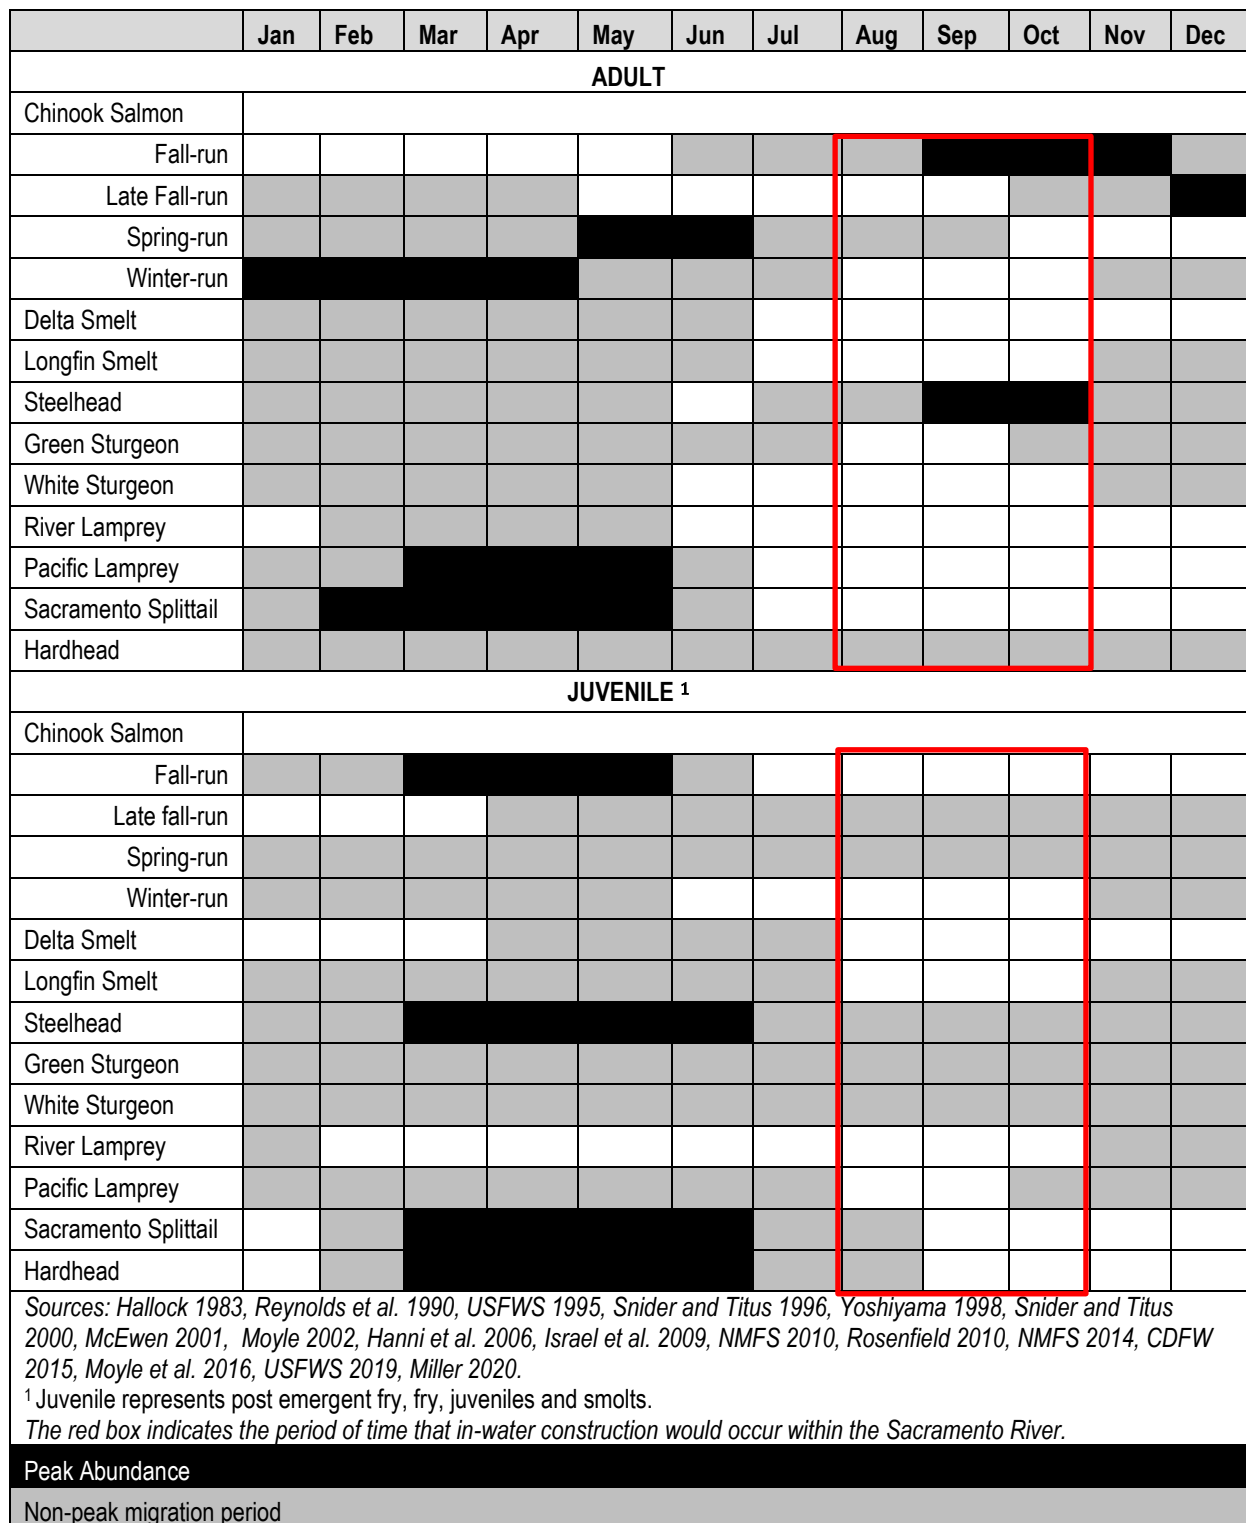 Jan Feb Mar Apr May Jun Jul Aug Sep Oct Nov Dec
ADULT
Chinook Salmon
Fall-run
Late Fall-run
Spring-run
Winter-run
Delta Smelt
Longfin Smelt
Steelhead
Green Sturgeon
White Sturgeon
River Lamprey
Pacific Lamprey
Sacramento Splittail
Hardhead
JUVENILE ¹
Chinook Salmon
Fall-run
Late fall-run
Spring-run
Winter-run
Delta Smelt
Longfin Smelt
Steelhead
Green Sturgeon
White Sturgeon
River Lamprey
Pacific Lamprey
Sacramento Splittail
Hardhead
Sources: Hallock 1983, Reynolds et al. 1990, USFWS 1995, Snider and Titus 1996, Yoshiyama 1998, Snider and Titus
2000, McEwen 2001, Moyle 2002, Hanni et al. 2006, Israel et al. 2009, NMFS 2010, Rosenfield 2010, NMFS 2014, CDFW
2015, Moyle et al. 2016, USFWS 2019, Miller 2020.
¹ Juvenile represents post emergent fry, fry, juveniles and smolts.
The red box indicates the period of time that in-water construction would occur within the Sacramento River.
Peak Abundance
Non-peak migration period